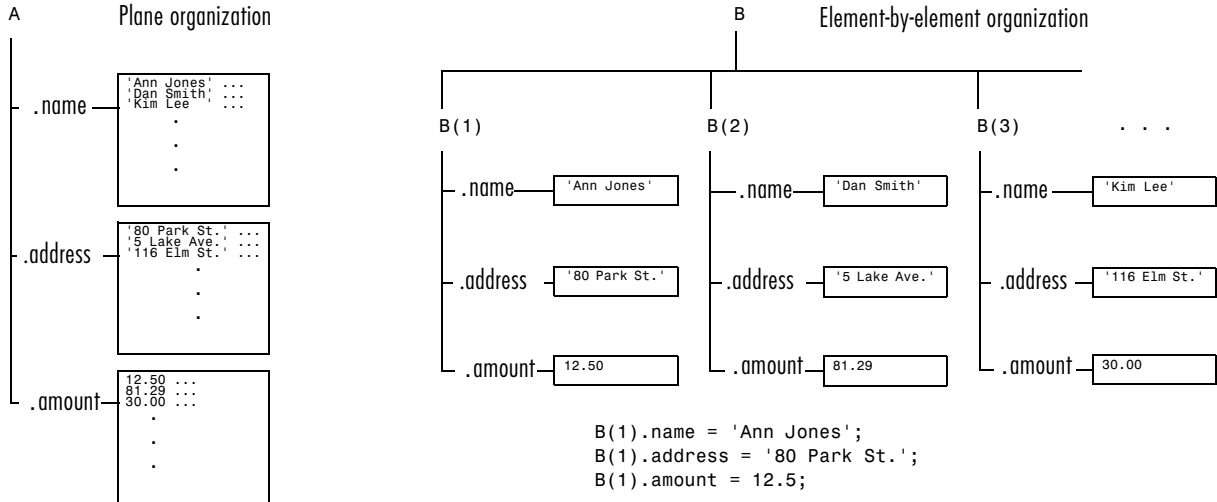 A Plane organization
.name
'Ann Jones' ...
'Dan Smith' ...
'Kim Lee  ' ...
.
.
.
.address
'80 Park St.' ...
'5 Lake Ave.' ...
'116 Elm St.' ...
.
.
.
.amount
12.50 ...
81.29 ...
30.00 ...
.
.
.
B Element-by-element organization
B(1) B(2) B(3) . . .
.name 'Ann Jones' .name 'Dan Smith' .name 'Kim Lee'
.address '80 Park St.' .address '5 Lake Ave.' .address '116 Elm St.'
.amount 12.50 .amount 81.29 .amount 30.00
B(1).name = 'Ann Jones';
B(1).address = '80 Park St.';
B(1).amount = 12.5;